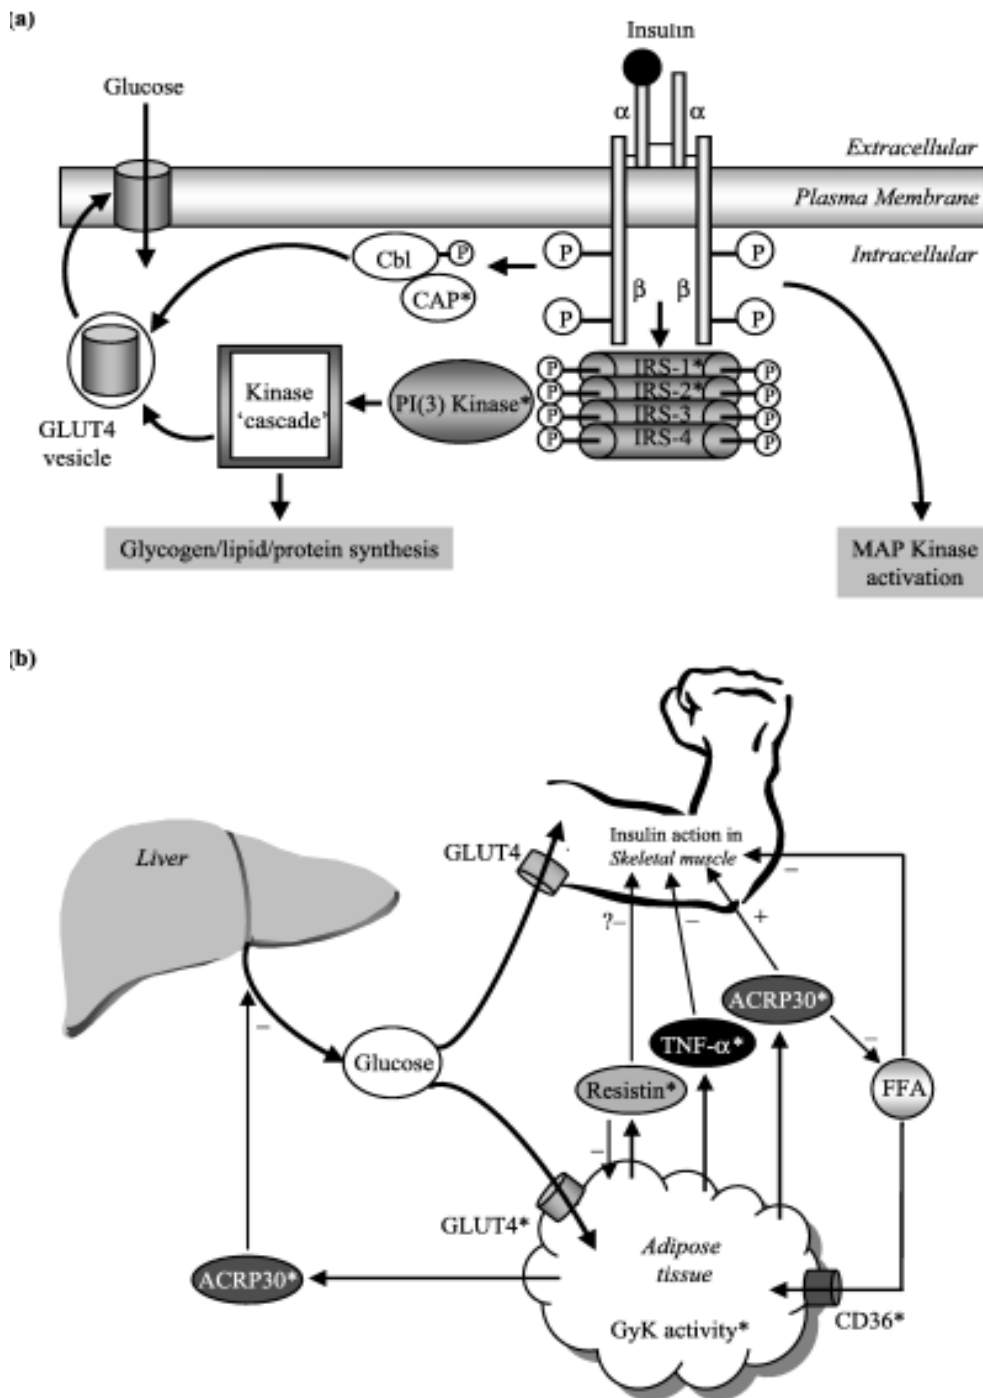 (a)
Insulin
Glucose
α
α
Extracellular
Plasma Membrane
Intracellular
Cbl
P
P
P
CAP*
β
β
P
P
IRS-1*
IRS-2*
IRS-3
IRS-4
P
P
P
P
P
P
P
P
PI(3) Kinase*
Kinase
‘cascade’
GLUT4
vesicle
Glycogen/lipid/protein synthesis
MAP Kinase
activation
(b)
Liver
GLUT4
Insulin action in
Skeletal muscle
–
?–
–
+
ACRP30*
–
TNF-α*
–
Glucose
Resistin*
FFA
–
GLUT4*
Adipose
tissue
ACRP30*
GyK activity*
CD36*